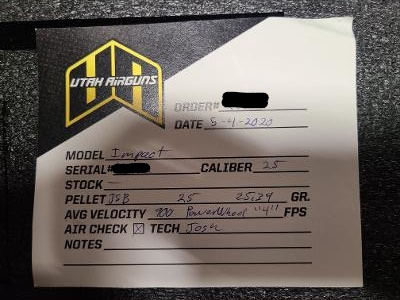 UTAH AIRGUNS
ORDER#
DATE 5-4-2020
MODEL Impact
SERIAL# CALIBER 25
STOCK —
PELLET JSB 25 25.39 GR.
AVG VELOCITY 900 PowerWheel "4" FPS
AIR CHECK ☒ TECH Josh
NOTES